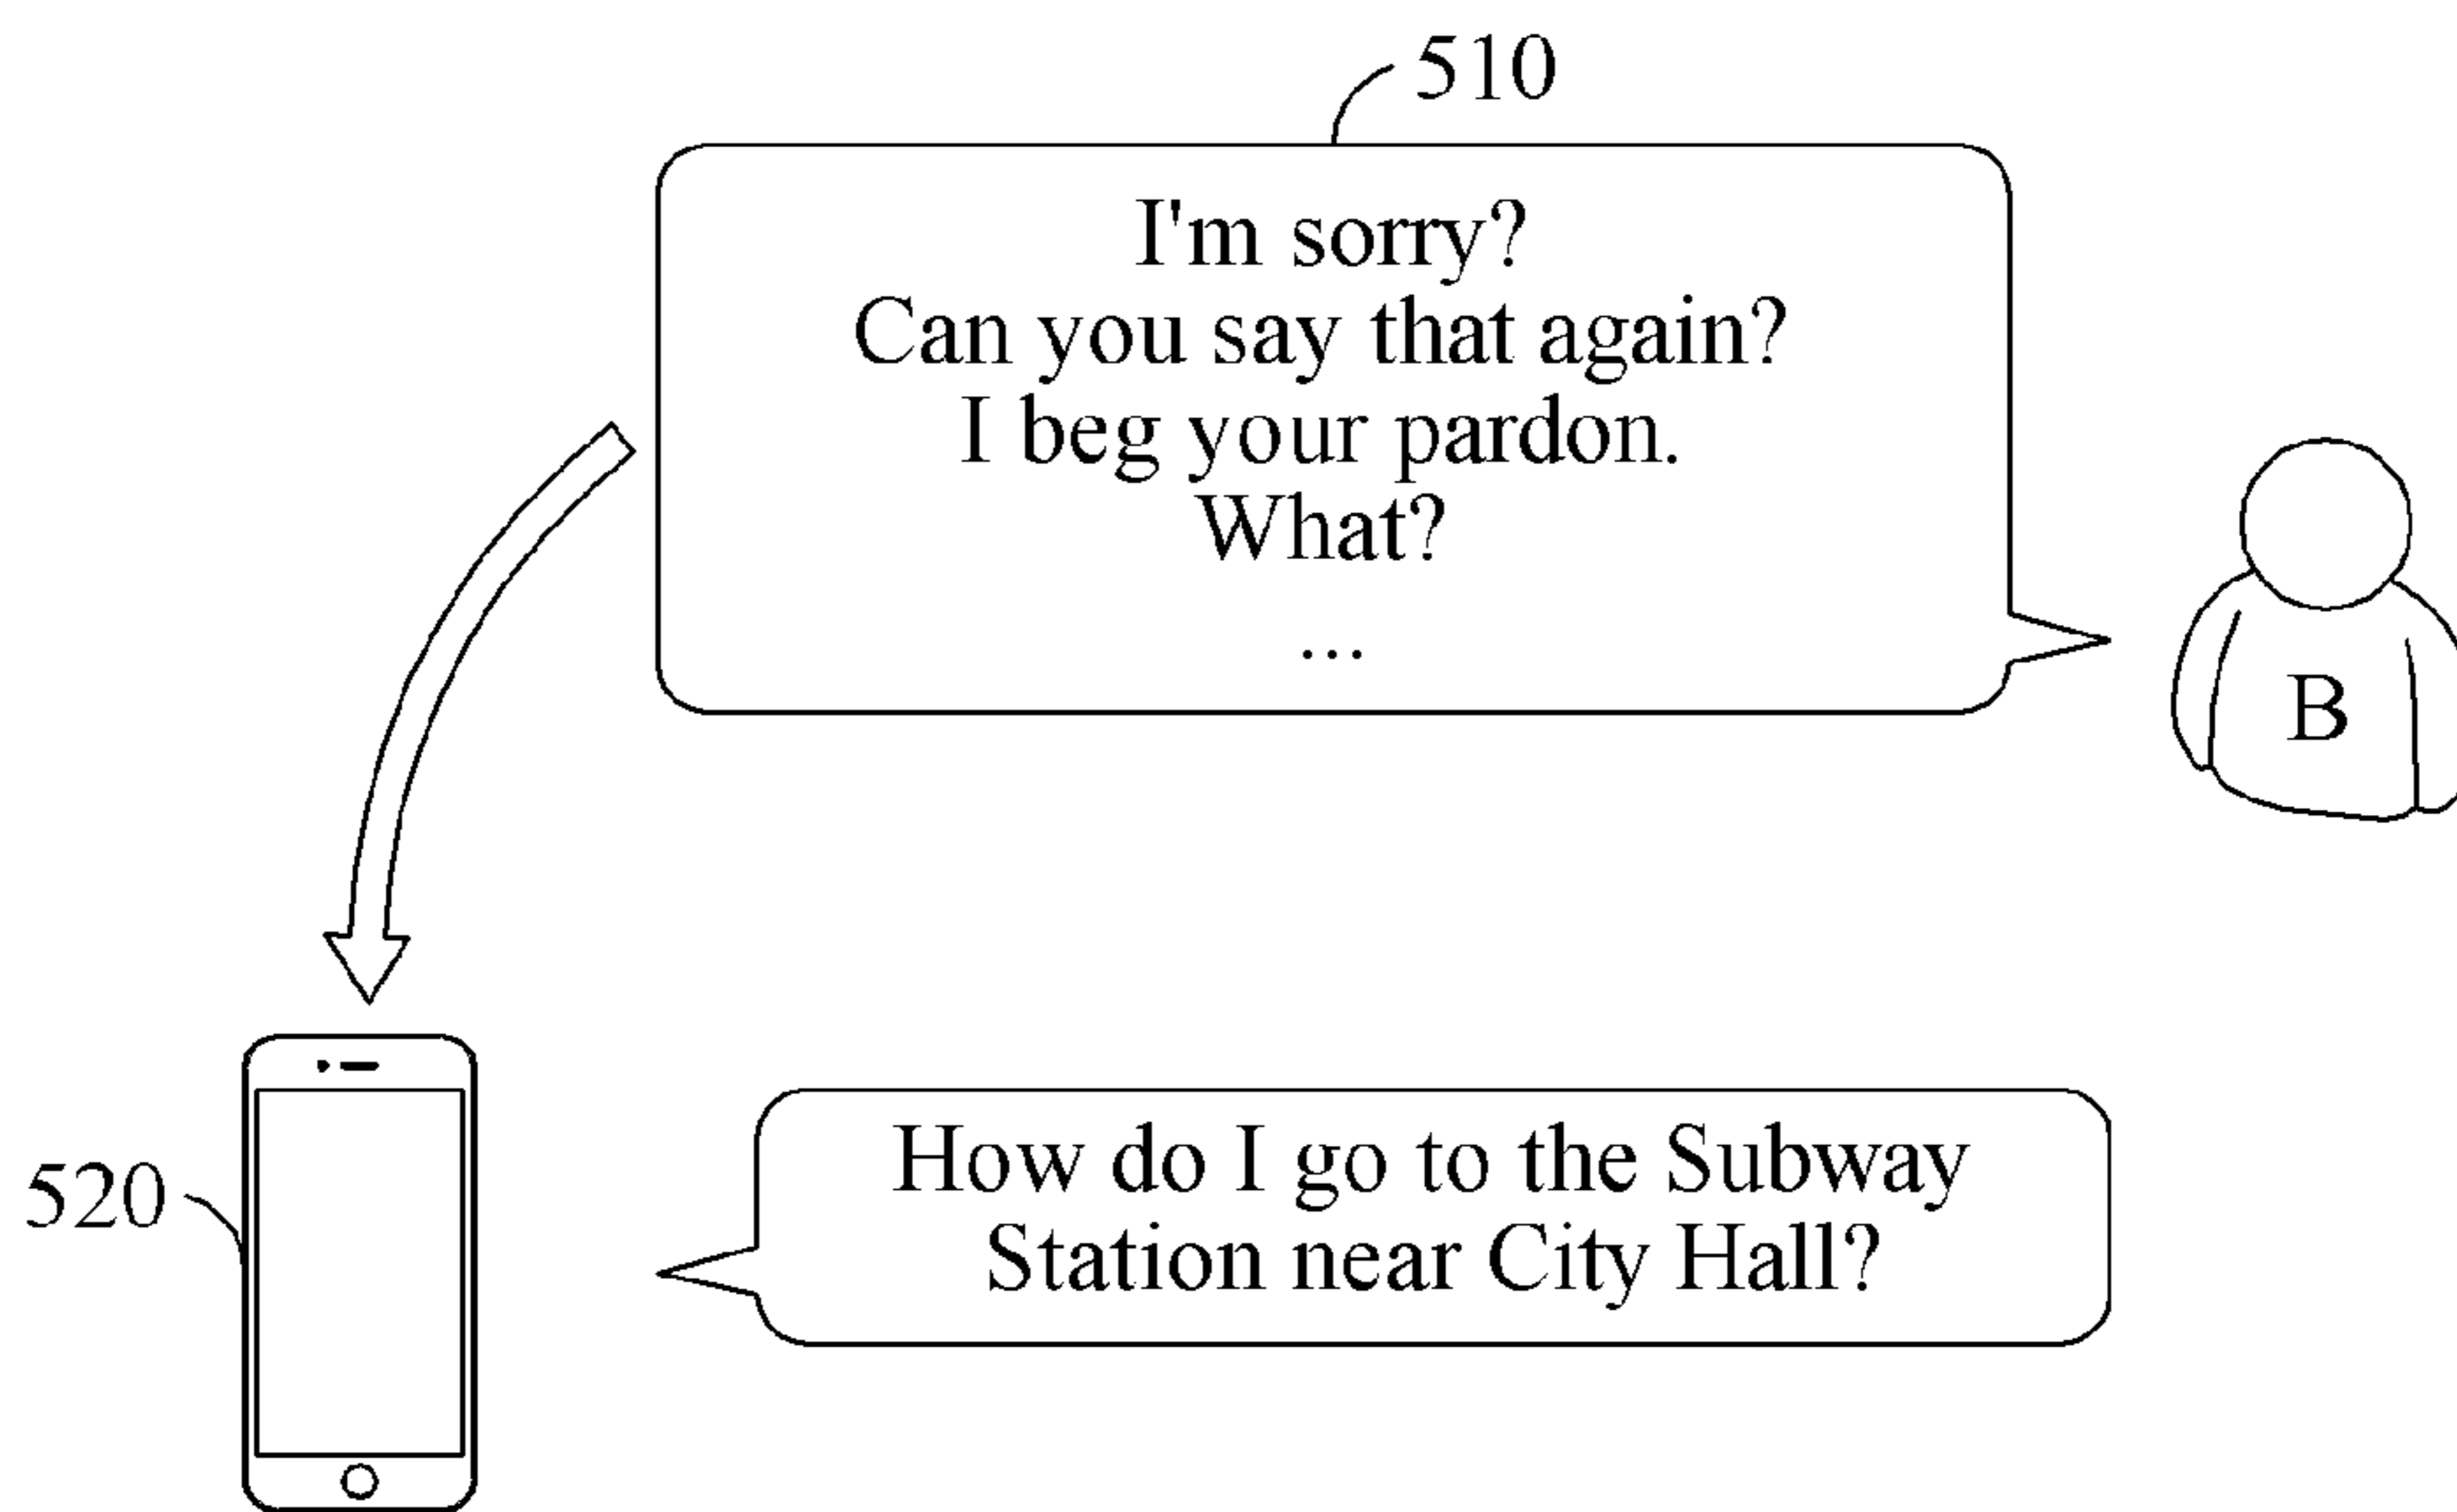 510
I'm sorry?
Can you say that again?
I beg your pardon.
What?
...
B
520
How do I go to the Subway
Station near City Hall?